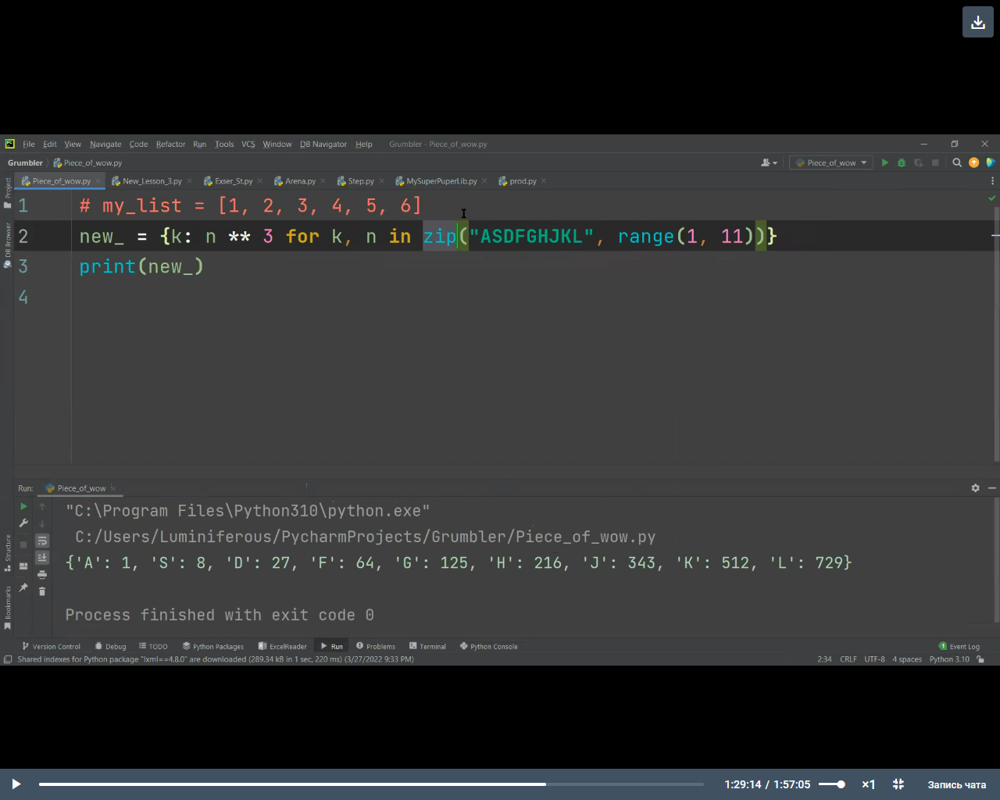 File Edit View Navigate Code Refactor Run Tools VCS Window DB Navigator Help Grumbler - Piece_of_wow.py
Grumbler Piece_of_wow.py Piece_of_wow
Piece_of_wow.py New_Lesson_3.py Exser_St.py Arena.py Step.py MySuperPuperLib.py prod.py
Project
DB Browser
1 # my_list = [1, 2, 3, 4, 5, 6]
2 new_ = {k: n ** 3 for k, n in zip("ASDFGHJKL", range(1, 11))}
3 print(new_)
4
Run: Piece_of_wow
"C:\Program Files\Python310\python.exe"
C:/Users/Luminiferous/PycharmProjects/Grumbler/Piece_of_wow.py
{'A': 1, 'S': 8, 'D': 27, 'F': 64, 'G': 125, 'H': 216, 'J': 343, 'K': 512, 'L': 729}
Process finished with exit code 0
Structure
Bookmarks
Version Control Debug TODO Python Packages ExcelReader Run Problems Terminal Python Console 1 Event Log
Shared indexes for Python package "lxml==4.8.0" are downloaded (289.34 kB in 1 sec, 220 ms) (3/27/2022 9:33 PM) 2:34 CRLF UTF-8 4 spaces Python 3.10
1:29:14 / 1:57:05 ×1 Запись чата